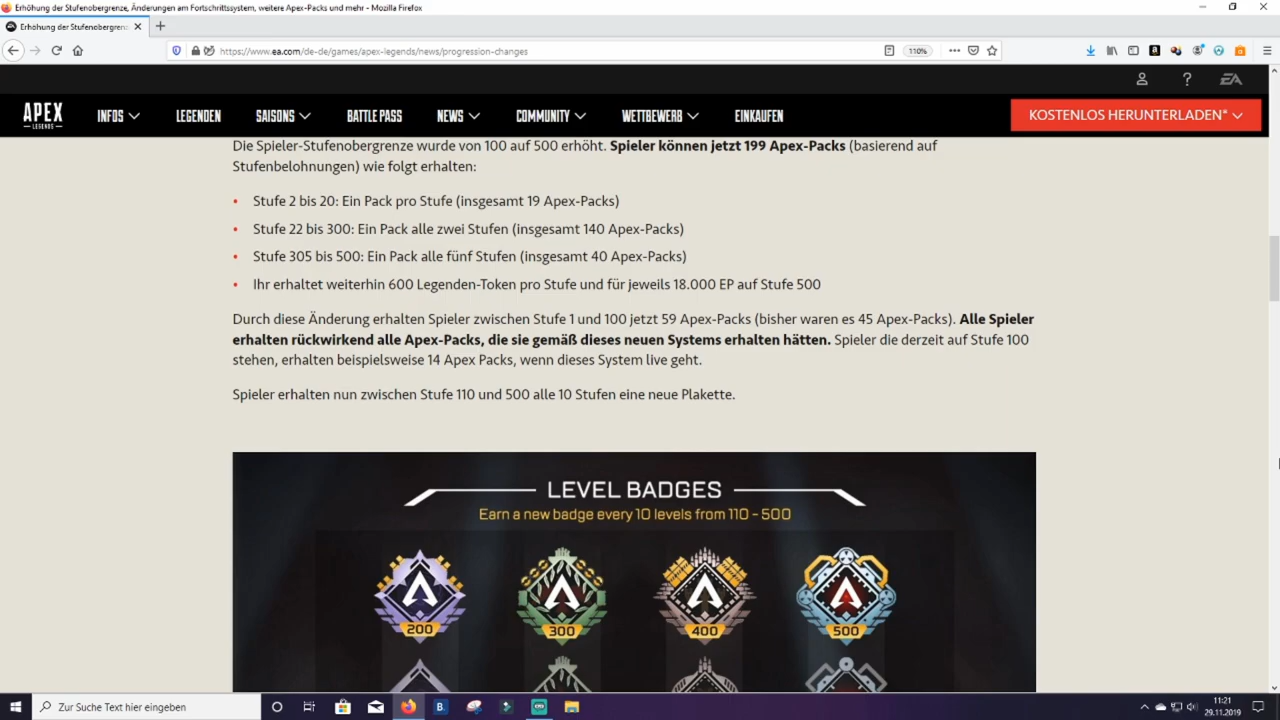 Erhöhung der Stufenobergrenze, Änderungen am Fortschrittssystem, weitere Apex-Packs und mehr - Mozilla Firefox
Erhöhung der Stufenobergrenz
https://www.ea.com/de-de/games/apex-legends/news/progression-changes
110%
APEX
LEGENDS
INFOS
LEGENDEN
SAISONS
BATTLE PASS
NEWS
COMMUNITY
WETTBEWERB
EINKAUFEN
KOSTENLOS HERUNTERLADEN*
Die Spieler-Stufenobergrenze wurde von 100 auf 500 erhöht. Spieler können jetzt 199 Apex-Packs (basierend auf
Stufenbelohnungen) wie folgt erhalten:
• Stufe 2 bis 20: Ein Pack pro Stufe (insgesamt 19 Apex-Packs)
• Stufe 22 bis 300: Ein Pack alle zwei Stufen (insgesamt 140 Apex-Packs)
• Stufe 305 bis 500: Ein Pack alle fünf Stufen (insgesamt 40 Apex-Packs)
• Ihr erhaltet weiterhin 600 Legenden-Token pro Stufe und für jeweils 18.000 EP auf Stufe 500
Durch diese Änderung erhalten Spieler zwischen Stufe 1 und 100 jetzt 59 Apex-Packs (bisher waren es 45 Apex-Packs). Alle Spieler
erhalten rückwirkend alle Apex-Packs, die sie gemäß dieses neuen Systems erhalten hätten. Spieler die derzeit auf Stufe 100
stehen, erhalten beispielsweise 14 Apex Packs, wenn dieses System live geht.
Spieler erhalten nun zwischen Stufe 110 und 500 alle 10 Stufen eine neue Plakette.
LEVEL BADGES
Earn a new badge every 10 levels from 110 - 500
200
300
400
500
Zur Suche Text hier eingeben
11:21
29.11.2019